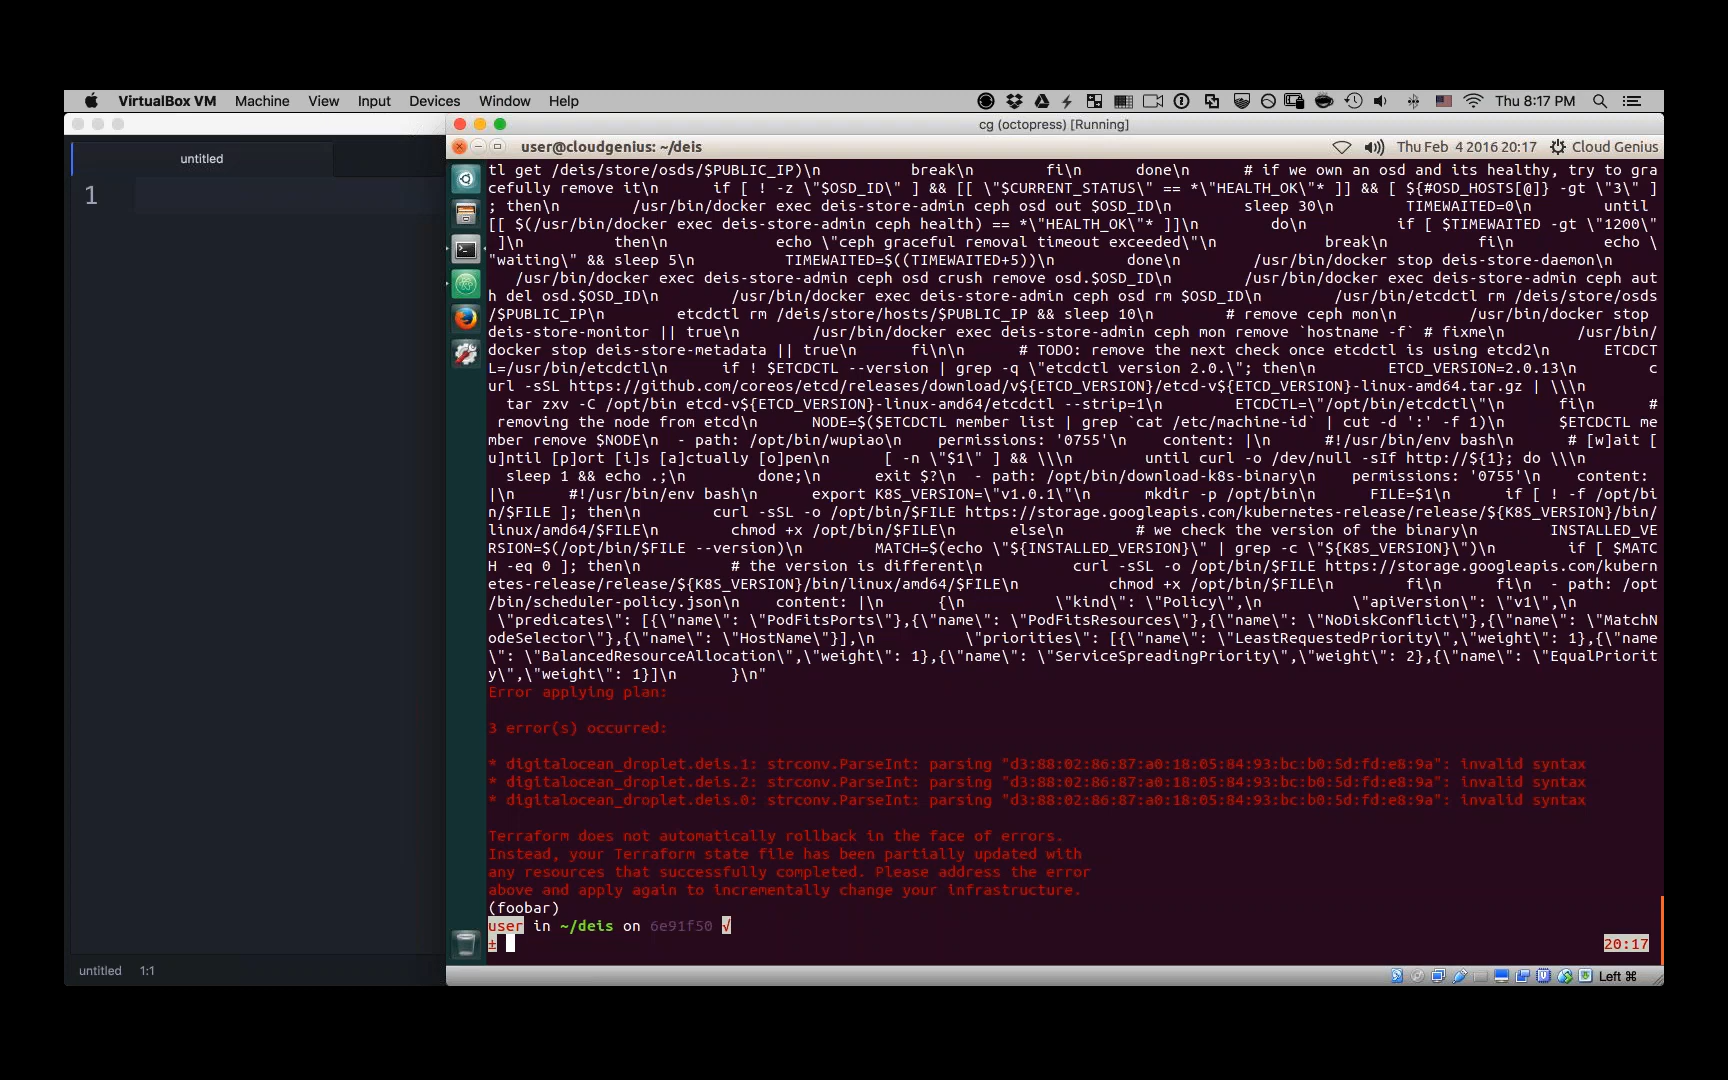 VirtualBox VM Machine View Input Devices Window Help Thu 8:17 PM
cg (octopress) [Running]
untitled
1
user@cloudgenius: ~/deis Thu Feb 4 2016 20:17 Cloud Genius
tl get /deis/store/osds/$PUBLIC_IP)\n break\n fi\n done\n # if we own an osd and its healthy, try to gra
cefully remove it\n if [ ! -z \"$OSD_ID\" ] && [[ \"$CURRENT_STATUS\" == *\"HEALTH_OK\"* ]] && [ ${#OSD_HOSTS[@]} -gt \"3\" ]
; then\n /usr/bin/docker exec deis-store-admin ceph osd out $OSD_ID\n sleep 30\n TIMEWAITED=0\n until
[[ $(/usr/bin/docker exec deis-store-admin ceph health) == *\"HEALTH_OK\"* ]]\n do\n if [ $TIMEWAITED -gt \"1200\"
]\n then\n echo \"ceph graceful removal timeout exceeded\"\n break\n fi\n echo \
"waiting\" && sleep 5\n TIMEWAITED=$((TIMEWAITED+5))\n done\n /usr/bin/docker stop deis-store-daemon\n
/usr/bin/docker exec deis-store-admin ceph osd crush remove osd.$OSD_ID\n /usr/bin/docker exec deis-store-admin ceph aut
h del osd.$OSD_ID\n /usr/bin/docker exec deis-store-admin ceph osd rm $OSD_ID\n /usr/bin/etcdctl rm /deis/store/osds
/$PUBLIC_IP\n etcdctl rm /deis/store/hosts/$PUBLIC_IP && sleep 10\n # remove ceph mon\n /usr/bin/docker stop
deis-store-monitor || true\n /usr/bin/docker exec deis-store-admin ceph mon remove `hostname -f` # fixme\n /usr/bin/
docker stop deis-store-metadata || true\n fi\n\n # TODO: remove the next check once etcdctl is using etcd2\n ETCDCT
L=/usr/bin/etcdctl\n if ! $ETCDCTL --version | grep -q \"etcdctl version 2.0.\"; then\n ETCD_VERSION=2.0.13\n c
url -sSL https://github.com/coreos/etcd/releases/download/v${ETCD_VERSION}/etcd-v${ETCD_VERSION}-linux-amd64.tar.gz | \\\n
tar zxv -C /opt/bin etcd-v${ETCD_VERSION}-linux-amd64/etcdctl --strip=1\n ETCDCTL=\"/opt/bin/etcdctl\"\n fi\n #
removing the node from etcd\n NODE=$($ETCDCTL member list | grep `cat /etc/machine-id` | cut -d ':' -f 1)\n $ETCDCTL me
mber remove $NODE\n - path: /opt/bin/wupiao\n permissions: '0755'\n content: |\n #!/usr/bin/env bash\n # [w]ait [
u]ntil [p]ort [i]s [a]ctually [o]pen\n [ -n \"$1\" ] && \\\n until curl -o /dev/null -sIf http://${1}; do \\\n
sleep 1 && echo .;\n done;\n exit $?\n - path: /opt/bin/download-k8s-binary\n permissions: '0755'\n content:
|\n #!/usr/bin/env bash\n export K8S_VERSION=\"v1.0.1\"\n mkdir -p /opt/bin\n FILE=$1\n if [ ! -f /opt/bi
n/$FILE ]; then\n curl -sSL -o /opt/bin/$FILE https://storage.googleapis.com/kubernetes-release/release/${K8S_VERSION}/bin/
linux/amd64/$FILE\n chmod +x /opt/bin/$FILE\n else\n # we check the version of the binary\n INSTALLED_VE
RSION=$(/opt/bin/$FILE --version)\n MATCH=$(echo \"${INSTALLED_VERSION}\" | grep -c \"${K8S_VERSION}\")\n if [ $MATC
H -eq 0 ]; then\n # the version is different\n curl -sSL -o /opt/bin/$FILE https://storage.googleapis.com/kubern
etes-release/release/${K8S_VERSION}/bin/linux/amd64/$FILE\n chmod +x /opt/bin/$FILE\n fi\n fi\n - path: /opt
/bin/scheduler-policy.json\n content: |\n {\n \"kind\": \"Policy\",\n \"apiVersion\": \"v1\",\n
\"predicates\": [{\"name\": \"PodFitsPorts\"},{\"name\": \"PodFitsResources\"},{\"name\": \"NoDiskConflict\"},{\"name\": \"MatchN
odeSelector\"},{\"name\": \"HostName\"}],\n \"priorities\": [{\"name\": \"LeastRequestedPriority\",\"weight\": 1},{\"name
\": \"BalancedResourceAllocation\",\"weight\": 1},{\"name\": \"ServiceSpreadingPriority\",\"weight\": 2},{\"name\": \"EqualPriorit
y\",\"weight\": 1}]\n }\n"
Error applying plan:
3 error(s) occurred:
* digitalocean_droplet.deis.1: strconv.ParseInt: parsing "d3:88:02:86:87:a0:18:05:84:93:bc:b0:5d:fd:e8:9a": invalid syntax
* digitalocean_droplet.deis.2: strconv.ParseInt: parsing "d3:88:02:86:87:a0:18:05:84:93:bc:b0:5d:fd:e8:9a": invalid syntax
* digitalocean_droplet.deis.0: strconv.ParseInt: parsing "d3:88:02:86:87:a0:18:05:84:93:bc:b0:5d:fd:e8:9a": invalid syntax
Terraform does not automatically rollback in the face of errors.
Instead, your Terraform state file has been partially updated with
any resources that successfully completed. Please address the error
above and apply again to incrementally change your infrastructure.
(foobar)
user in ~/deis on 6e91f50 √
± 20:17
untitled 1:1
Left ⌘